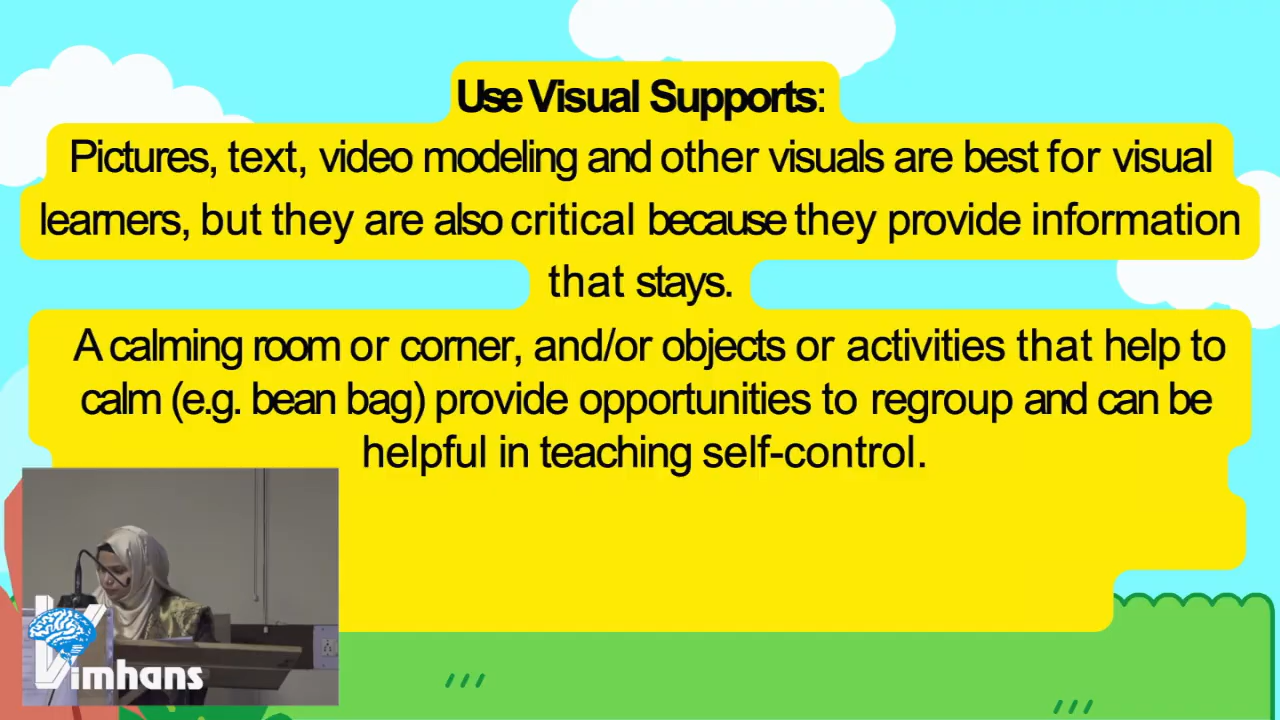 Use Visual Supports:
Pictures, text, video modeling and other visuals are best for visual
learners, but they are also critical because they provide information
that stays.
A calming room or corner, and/or objects or activities that help to
calm (e.g. bean bag) provide opportunities to regroup and can be
helpful in teaching self-control.
Vimhans